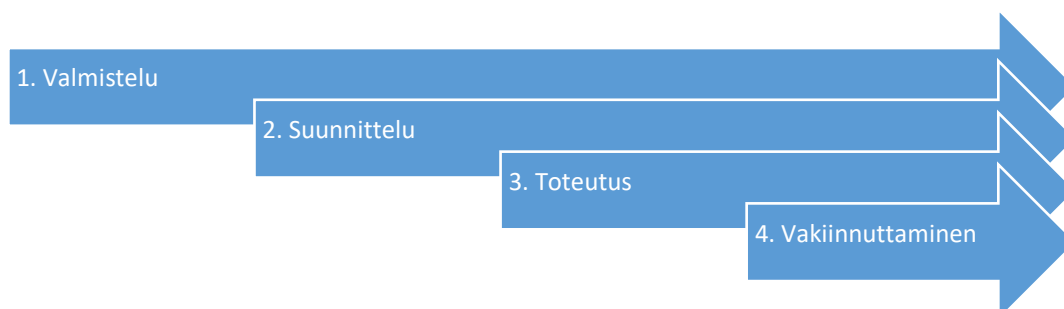 1. Valmistelu
2. Suunnittelu
3. Toteutus
4. Vakiinnuttaminen